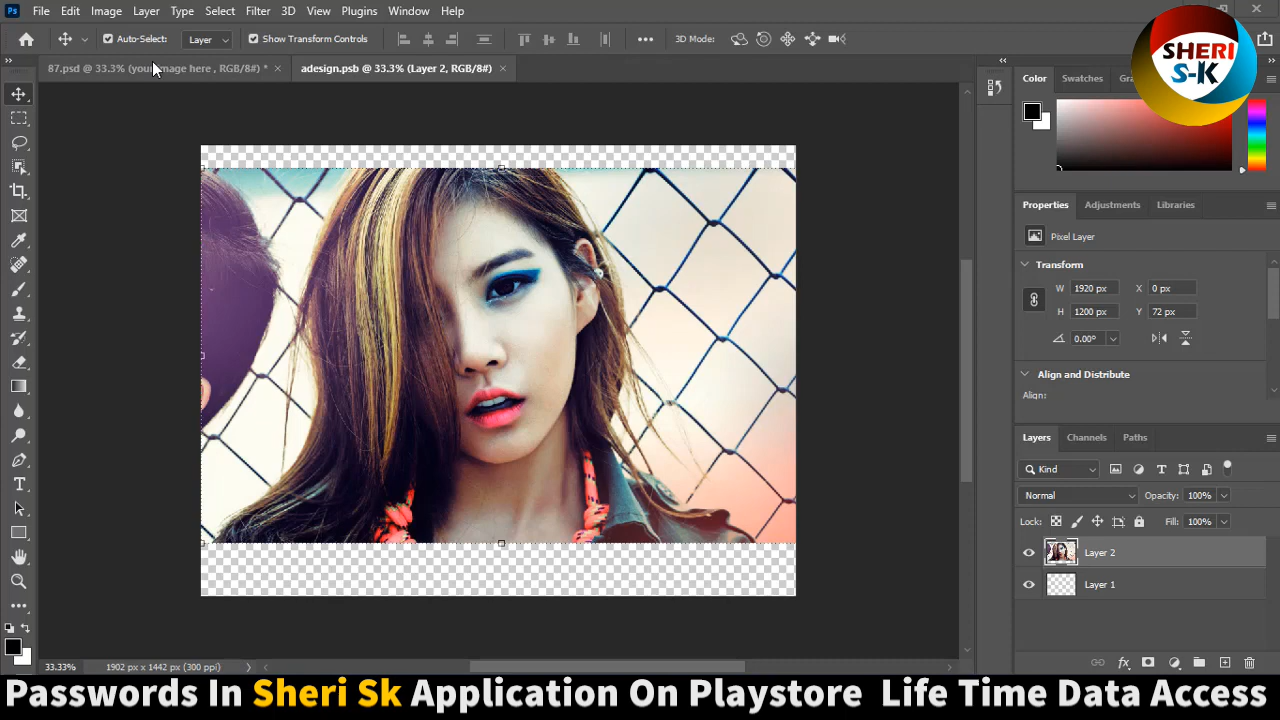 Ps File Edit Image Layer Type Select Filter 3D View Plugins Window Help
Auto-Select: Layer Show Transform Controls 3D Mode:
87.psd @ 33.3% (your image here , RGB/8#) * × adesign.psb @ 33.3% (Layer 2, RGB/8#) ×
SHERI
S-K
Color Swatches
Properties Adjustments Libraries
Pixel Layer
Transform
W 1920 px X 0 px
H 1200 px Y 72 px
0.00°
Align and Distribute
Align:
Layers Channels Paths
Kind
Normal Opacity: 100%
Lock: Fill: 100%
Layer 2
Layer 1
33.33% 1902 px x 1442 px (300 ppi)
Passwords In Sheri Sk Application On Playstore Life Time Data Access